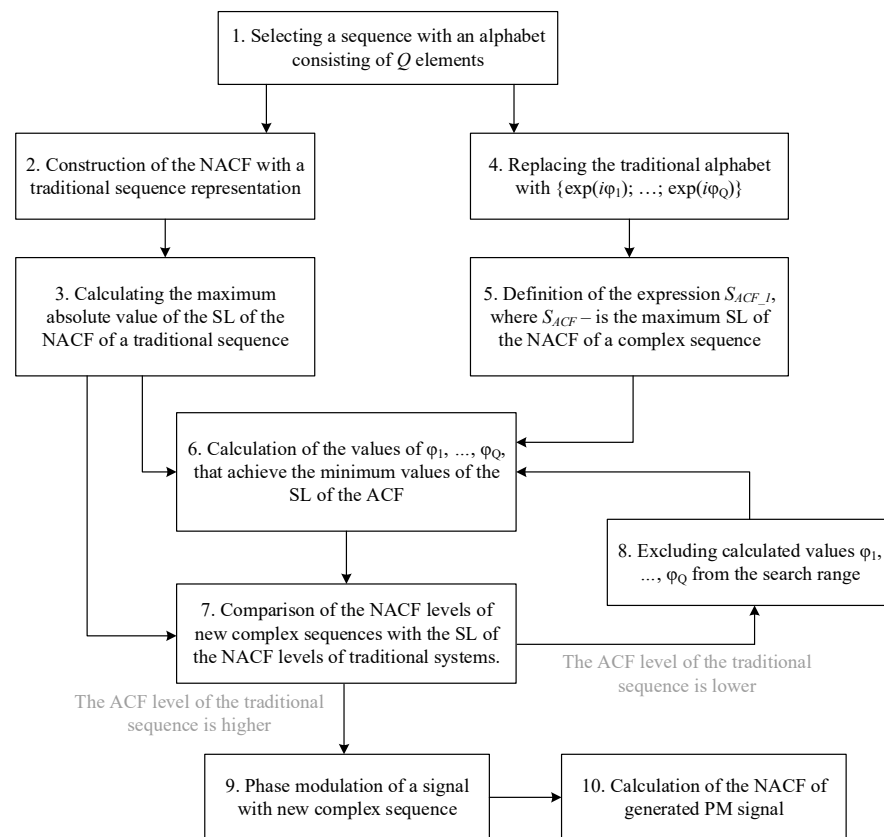 1. Selecting a sequence with an alphabet
consisting of Q elements
2. Construction of the NACF with a
traditional sequence representation
4. Replacing the traditional alphabet
with {exp(iφ1); …; exp(iφQ)}
3. Calculating the maximum
absolute value of the SL of the
NACF of a traditional sequence
5. Definition of the expression SACF_1,
where SACF – is the maximum SL of
the NACF of a complex sequence
6. Calculation of the values of φ1, ..., φQ,
that achieve the minimum values of the
SL of the ACF
8. Excluding calculated values φ1,
..., φQ from the search range
7. Comparison of the NACF levels of
new complex sequences with the SL of
the NACF levels of traditional systems.
The ACF level of the traditional
sequence is lower
The ACF level of the traditional
sequence is higher
9. Phase modulation of a signal
with new complex sequence
10. Calculation of the NACF of
generated PM signal